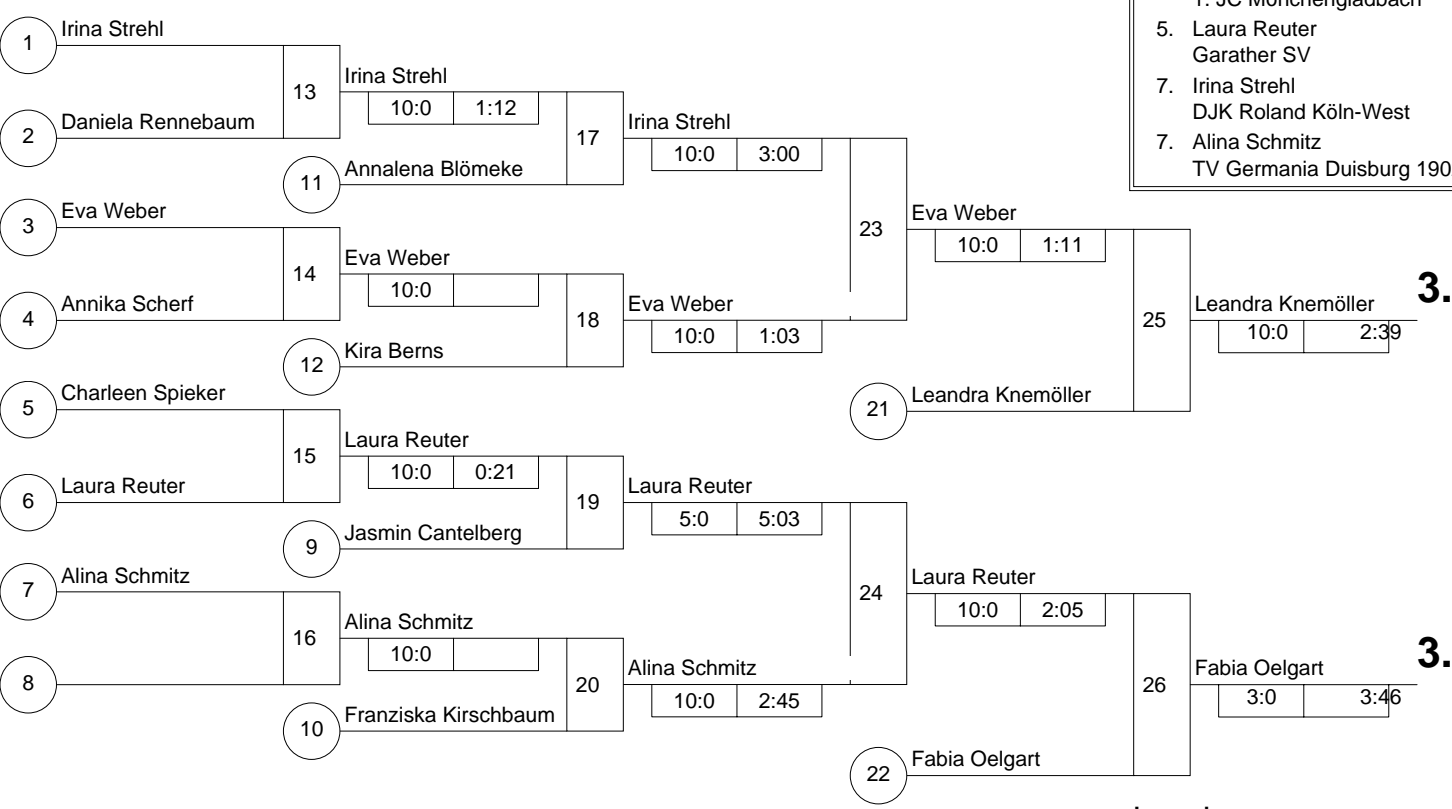 1. JC Mönchengladbach
5. Laura Reuter
Garather SV
7. Irina Strehl
DJK Roland Köln-West
7. Alina Schmitz
TV Germania Duisburg 190
1 Irina Strehl
13 Irina Strehl
10:0 1:12
2 Daniela Rennebaum
17 Irina Strehl
10:0 3:00
11 Annalena Blömeke
3 Eva Weber
23 Eva Weber
10:0 1:11
14 Eva Weber
10:0
4 Annika Scherf
18 Eva Weber
10:0 1:03
25 Leandra Knemöller 3.
10:0 2:39
12 Kira Berns
5 Charleen Spieker
21 Leandra Knemöller
15 Laura Reuter
10:0 0:21
6 Laura Reuter
19 Laura Reuter
5:0 5:03
9 Jasmin Cantelberg
7 Alina Schmitz
24 Laura Reuter
10:0 2:05
16 Alina Schmitz
10:0
8
20 Alina Schmitz
10:0 2:45
26 Fabia Oelgart 3.
3:0 3:46
10 Franziska Kirschbaum
22 Fabia Oelgart